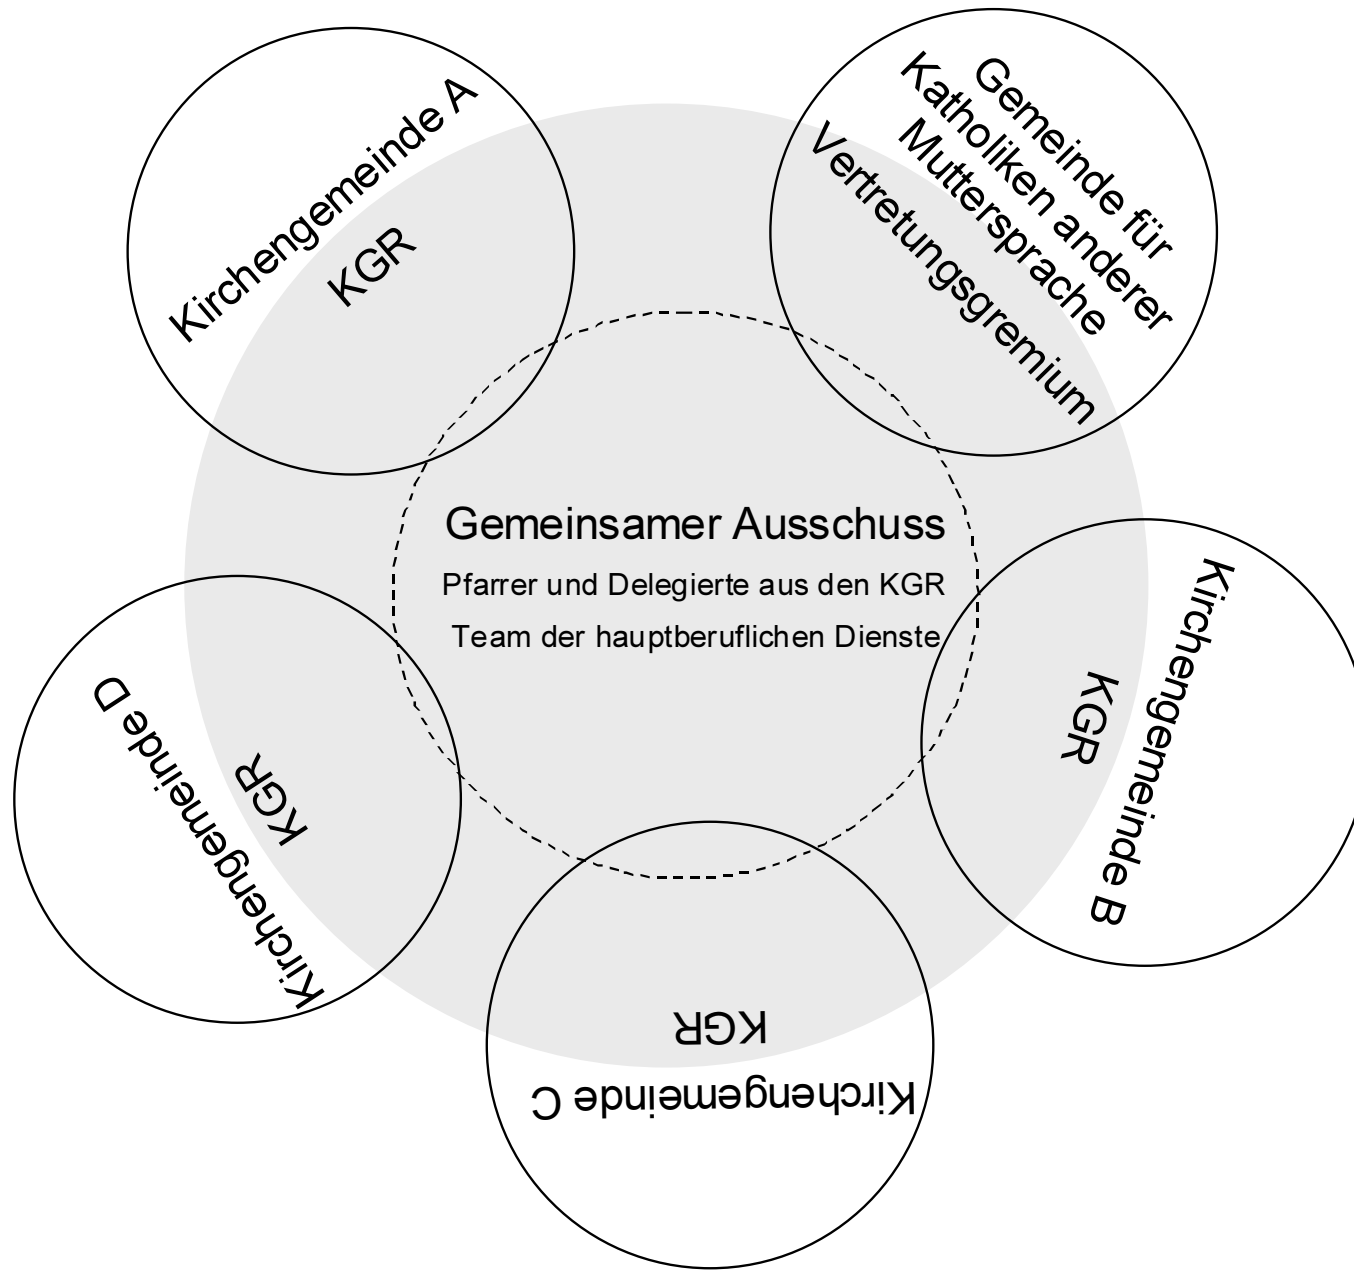 Kirchengemeinde A
KGR
Gemeinde für
Katholiken anderer
Muttersprache
Vertretungsgremium
Gemeinsamer Ausschuss
Pfarrer und Delegierte aus den KGR
Team der hauptberuflichen Dienste
Kirchengemeinde B
KGR
Kirchengemeinde D
KGR
KGR
Kirchengemeinde C